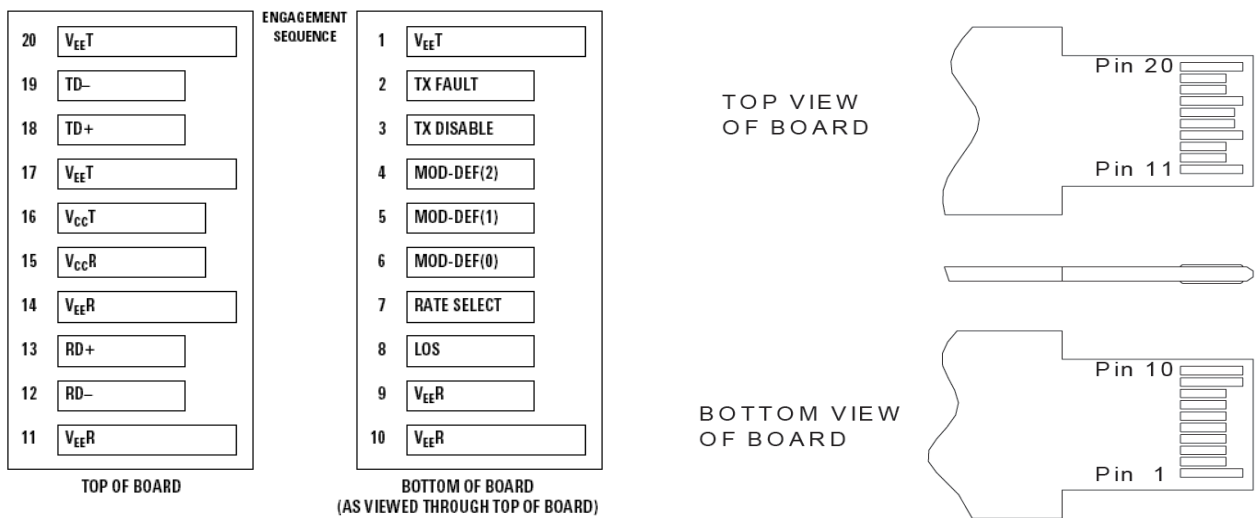 ENGAGEMENT
SEQUENCE
20 VEET
19 TD–
18 TD+
17 VEET
16 VCCT
15 VCCR
14 VEER
13 RD+
12 RD–
11 VEER
TOP OF BOARD
1 VEET
2 TX FAULT
3 TX DISABLE
4 MOD-DEF(2)
5 MOD-DEF(1)
6 MOD-DEF(0)
7 RATE SELECT
8 LOS
9 VEER
10 VEER
BOTTOM OF BOARD
(AS VIEWED THROUGH TOP OF BOARD)
TOP VIEW
OF BOARD
Pin 20
Pin 11
BOTTOM VIEW
OF BOARD
Pin 10
Pin 1